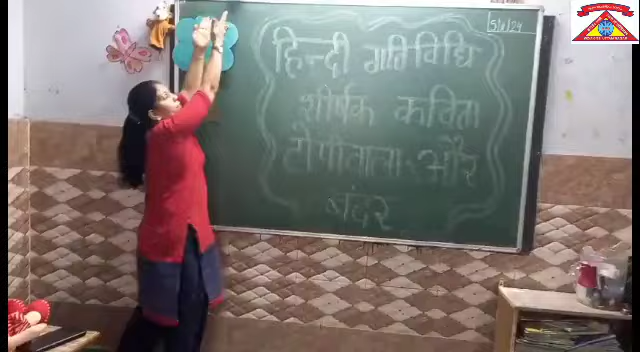 5/8/24
हिन्दी गतिविधि
शीर्षक कविता
टोपीवाला और
बंदर